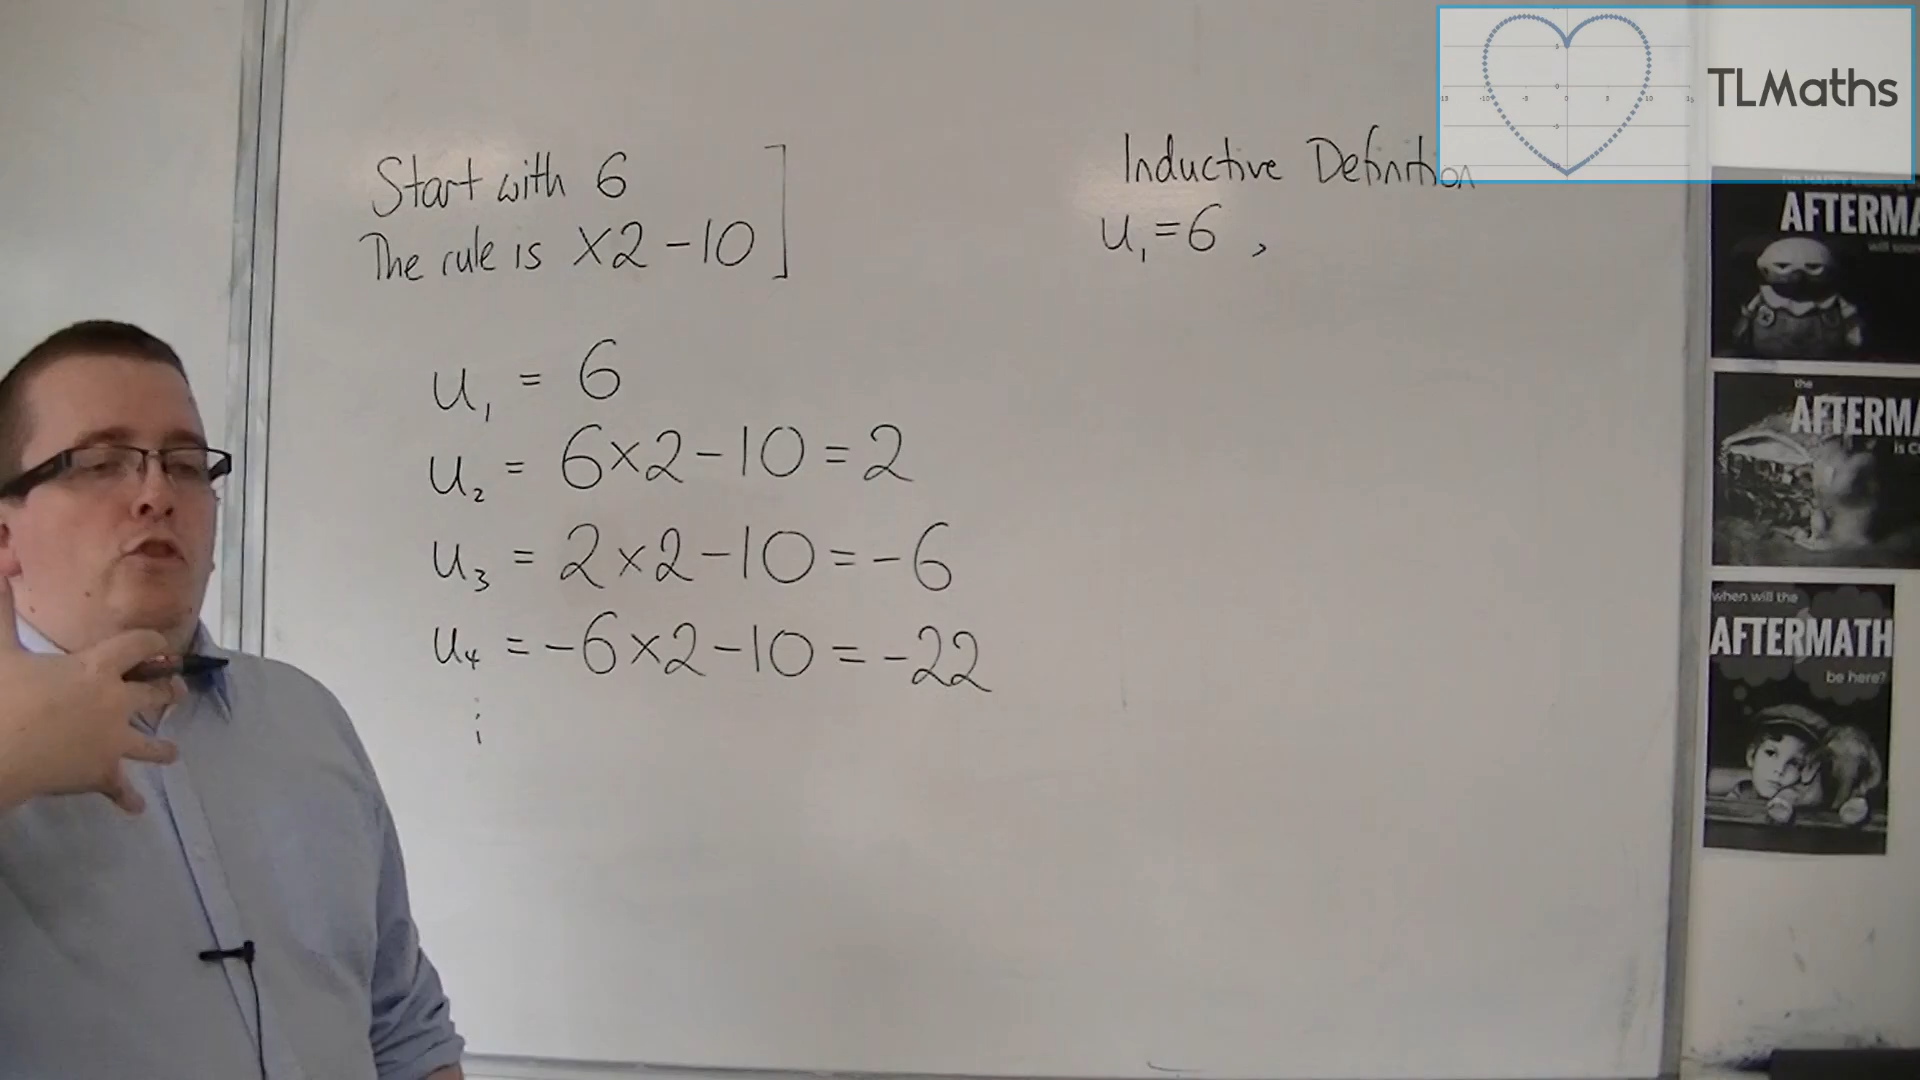 Start with 6
The rule is ×2 -10
u₁ = 6
u₂ = 6×2-10=2
u₃ = 2×2-10=-6
u₄ = -6×2-10=-22
⋮
Inductive Definition
u₁=6 ,
TLMaths
AFTERMA
the
AFTERMA
when will the
AFTERMATH
be here?